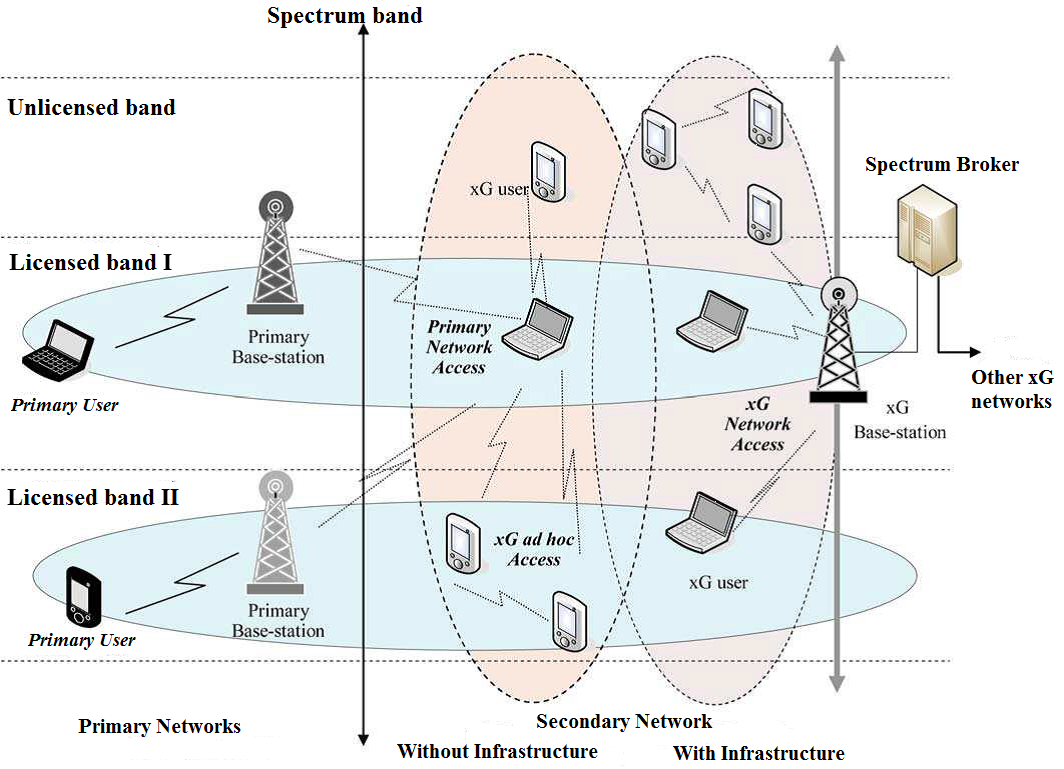 Spectrum band
Unlicensed band
Spectrum Broker
xG user
Licensed band I
Primary
Base-station
Primary
Network
Access
Primary User
Other xG
networks
xG
Network
Access
xG
Base-station
Licensed band II
xG ad hoc
Access
xG user
Primary
Base-station
Primary User
Primary Networks
Secondary Network
Without Infrastructure
With Infrastructure